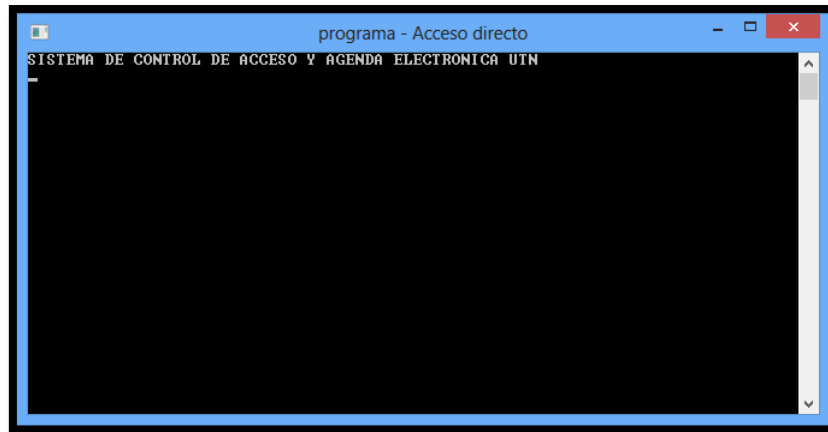 programa - Acceso directo
SISTEMA DE CONTROL DE ACCESO Y AGENDA ELECTRONICA UTN